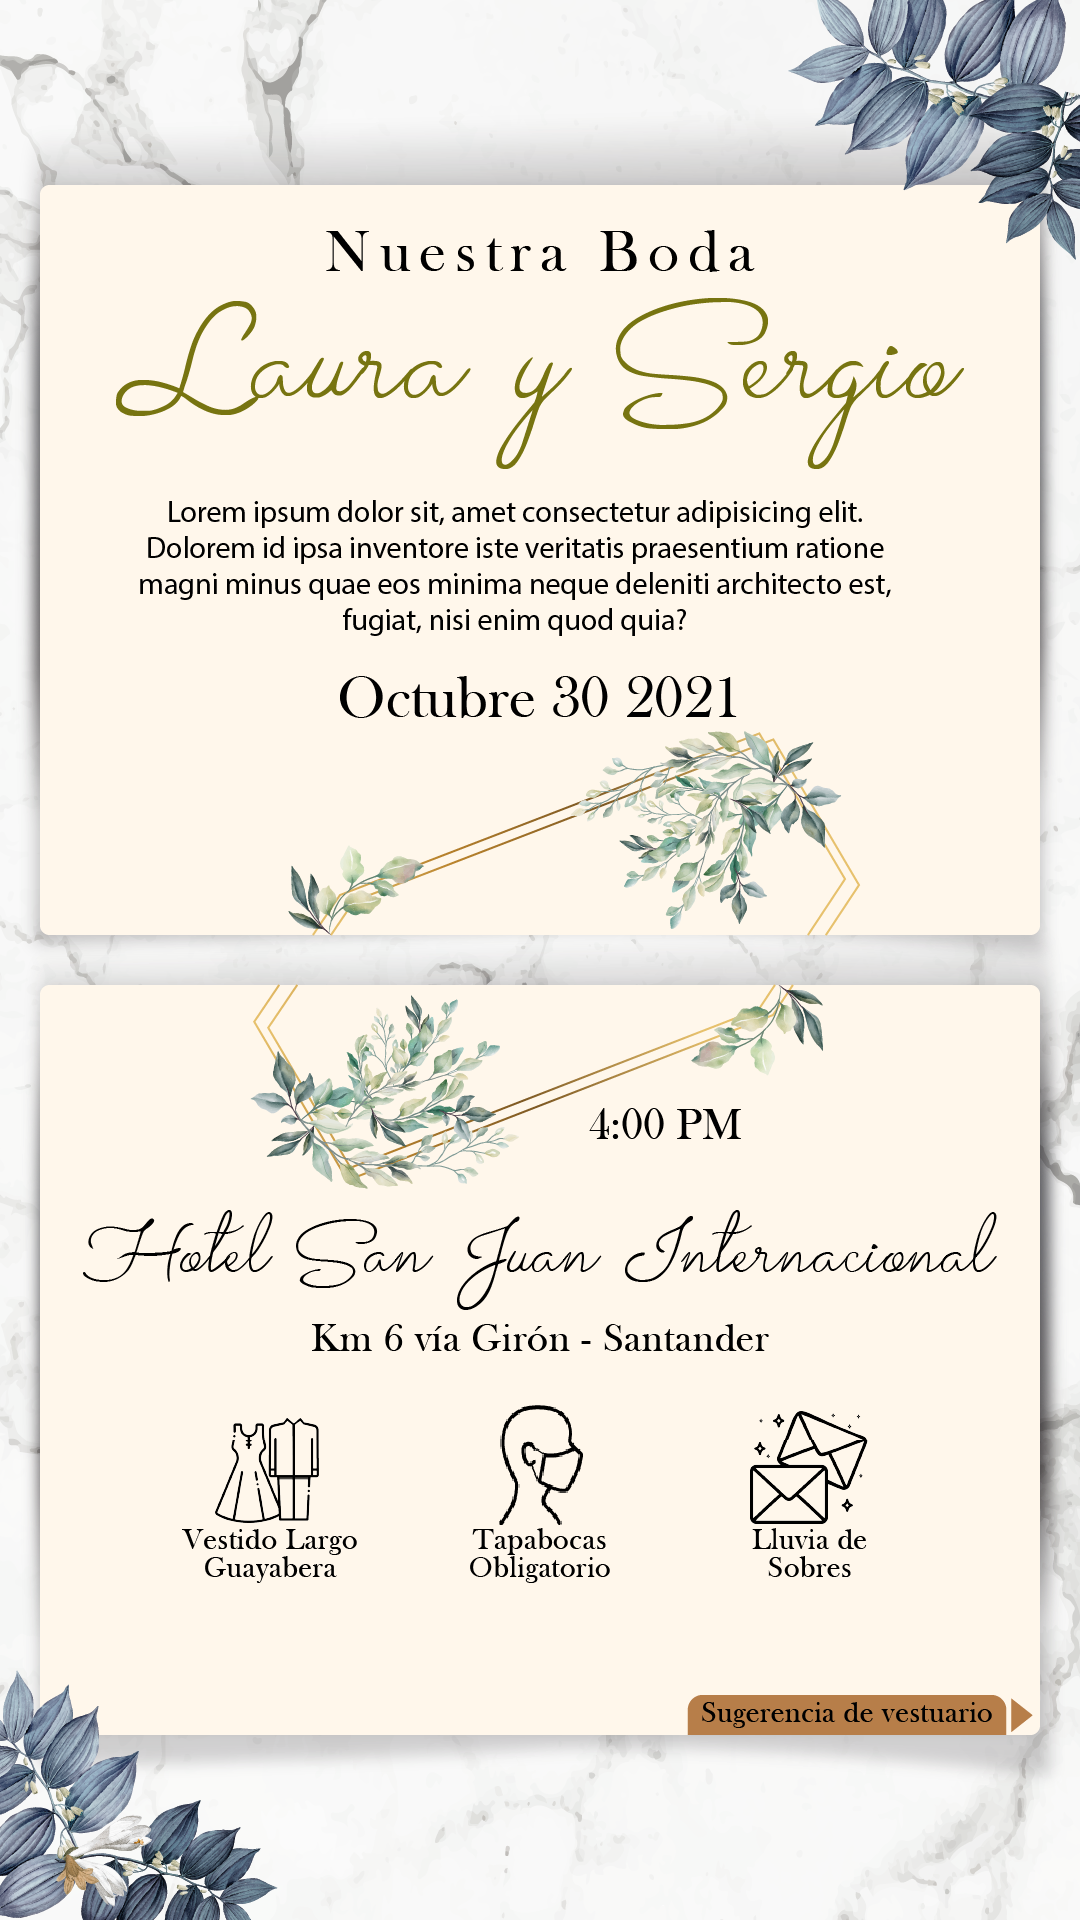 Nuestra Boda
Laura y Sergio
Lorem ipsum dolor sit, amet consectetur adipisicing elit.
Dolorem id ipsa inventore iste veritatis praesentium ratione
magni minus quae eos minima neque deleniti architecto est,
fugiat, nisi enim quod quia?
Octubre 30 2021
4:00 PM
Hotel San Juan Internacional
Km 6 vía Girón - Santander
Vestido Largo
Guayabera
Tapabocas
Obligatorio
Lluvia de
Sobres
Sugerencia de vestuario